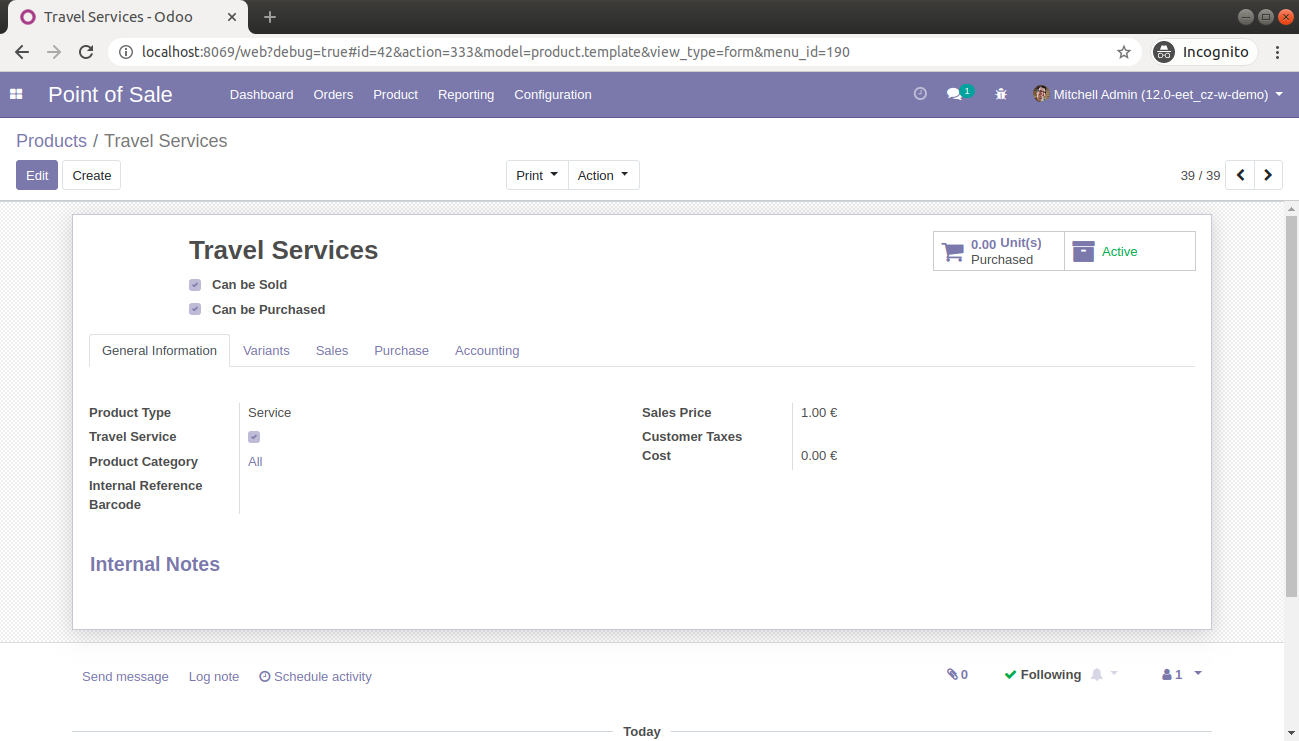 Travel Services - Odoo
localhost:8069/web?debug=true#id=42&action=333&model=product.template&view_type=form&menu_id=190
Incognito
Point of Sale Dashboard Orders Product Reporting Configuration 1 Mitchell Admin (12.0-eet_cz-w-demo)
Products / Travel Services
Edit Create Print Action 39 / 39
Travel Services
0.00 Unit(s)
Purchased
Active
Can be Sold
Can be Purchased
General Information Variants Sales Purchase Accounting
Product Type Service
Travel Service
Product Category All
Internal Reference
Barcode
Sales Price 1.00 €
Customer Taxes
Cost 0.00 €
Internal Notes
Send message Log note Schedule activity 0 Following 1
Today